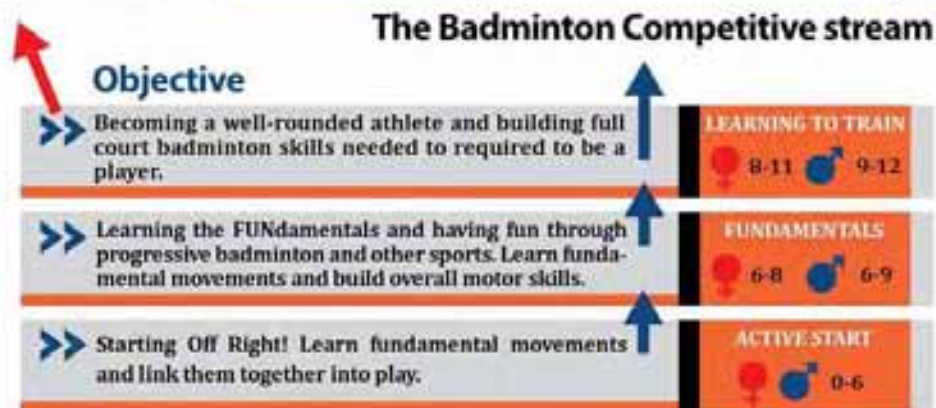 The Badminton Competitive stream
Objective
Becoming a well-rounded athlete and building full
court badminton skills needed to required to be a
player.
LEARNING TO TRAIN
8-11 9-12
Learning the FUNdamentals and having fun through
progressive badminton and other sports. Learn funda-
mental movements and build overall motor skills.
FUNDAMENTALS
6-8 6-9
Starting Off Right! Learn fundamental movements
and link them together into play.
ACTIVE START
0-6